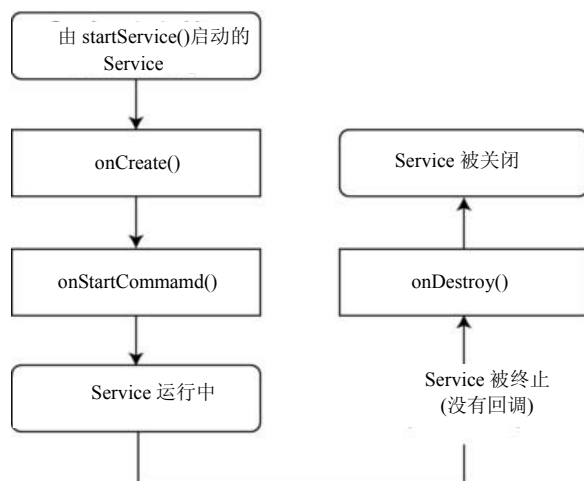 由 startService()启动的
Service
onCreate()
onStartCommamd()
Service 运行中
Service 被关闭
onDestroy()
Service 被终止
(没有回调)